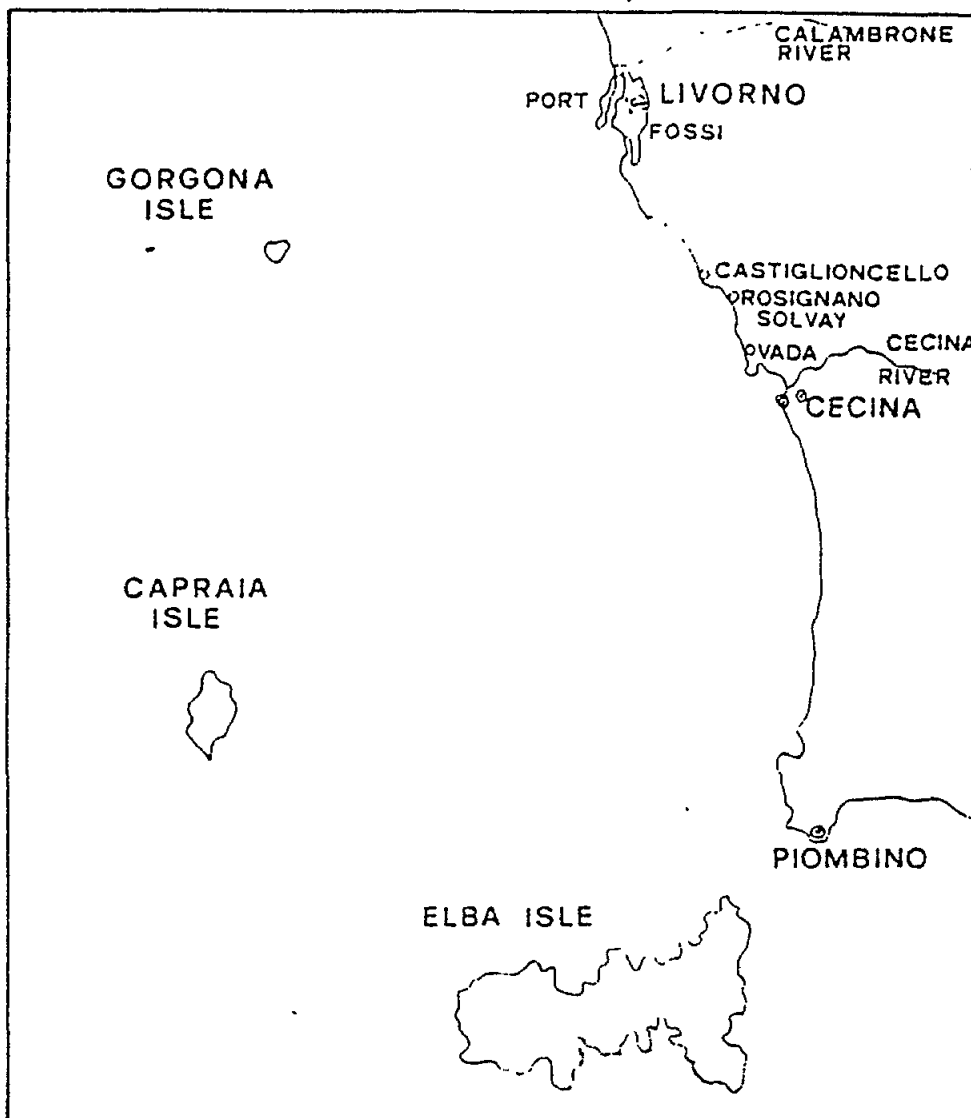 CALAMBRONE
RIVER
PORT
LIVORNO
FOSSI
GORGONA
ISLE
CASTIGLIONCELLO
ROSIGNANO
SOLVAY
VADA
CECINA
RIVER
CECINA
CAPRAIA
ISLE
PIOMBINO
ELBA ISLE